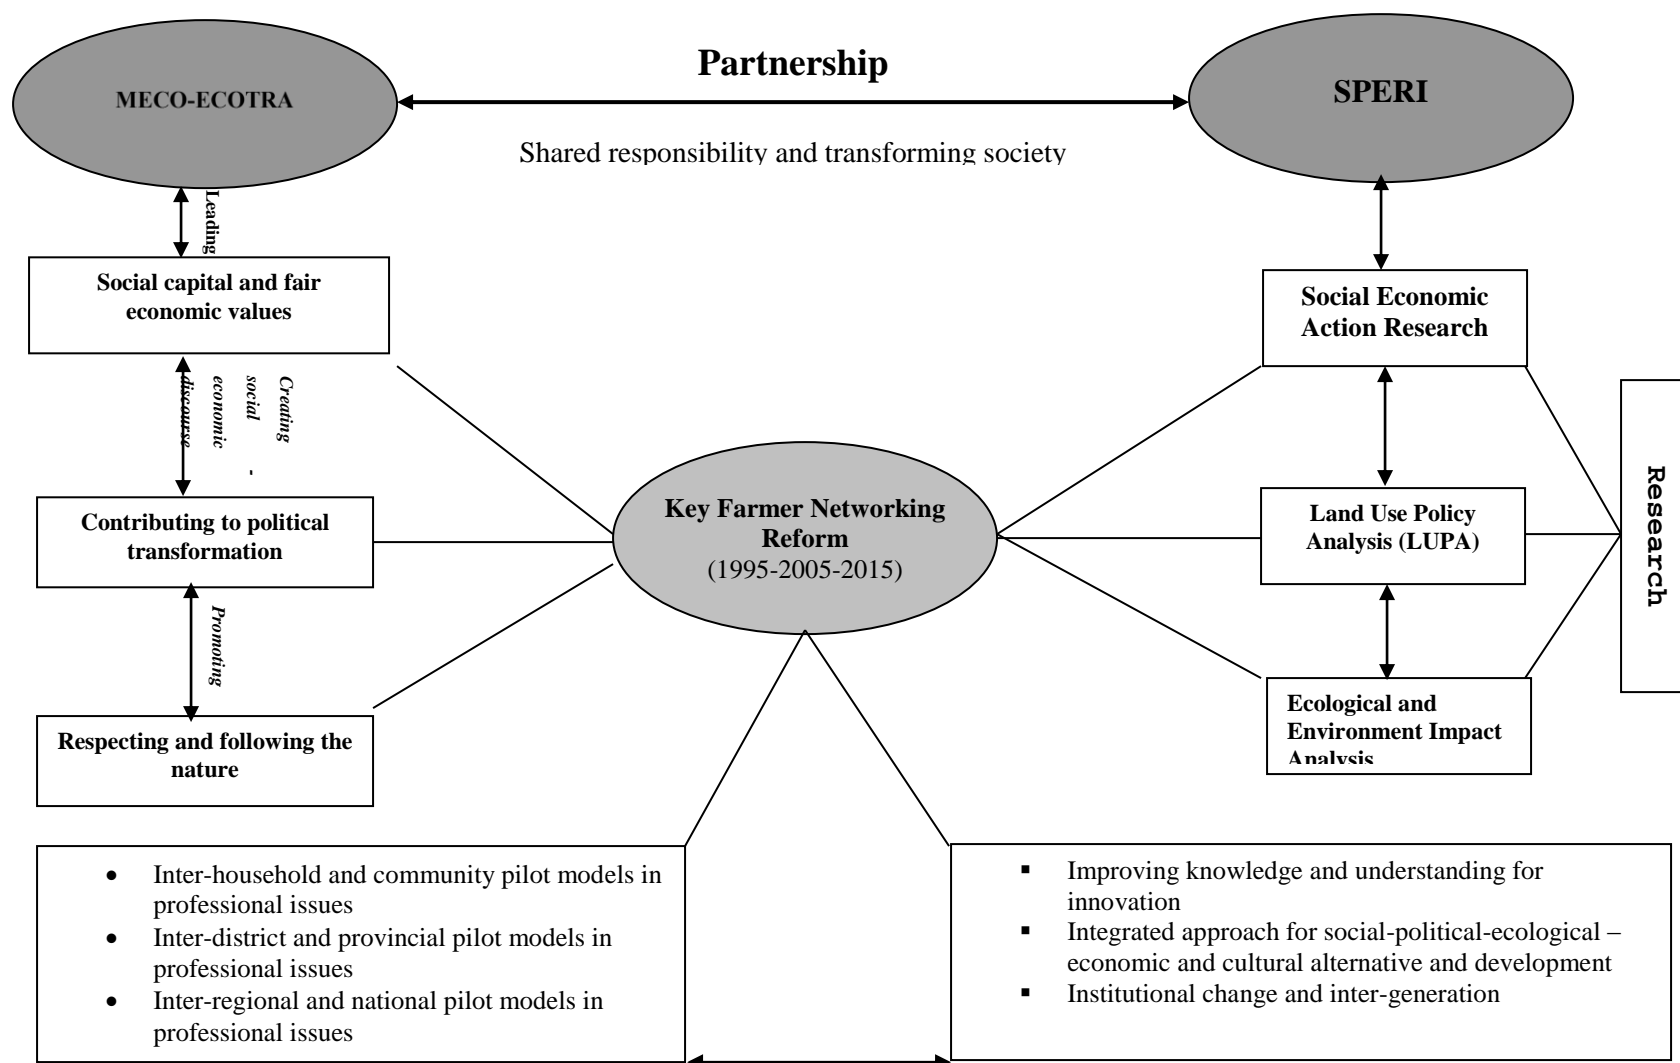 Partnership
MECO-ECOTRA
SPERI
Shared responsibility and transforming society
Leading
Social capital and fair
economic values
Social Economic
Action Research
Creating
social -
economic
discourse
Research
Key Farmer Networking
Reform
(1995-2005-2015)
Contributing to political
transformation
Land Use Policy
Analysis (LUPA)
Promoting
Respecting and following the
nature
Ecological and
Environment Impact
Analysis
• Inter-household and community pilot models in
professional issues
• Inter-district and provincial pilot models in
professional issues
• Inter-regional and national pilot models in
professional issues
▪ Improving knowledge and understanding for
innovation
▪ Integrated approach for social-political-ecological –
economic and cultural alternative and development
▪ Institutional change and inter-generation